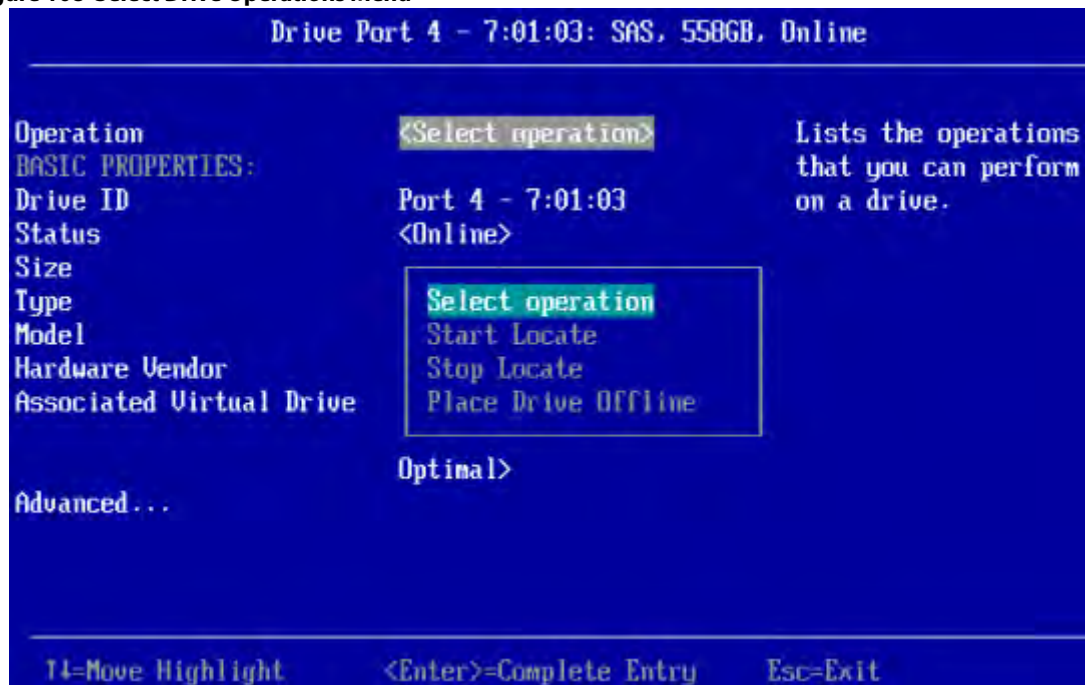 Drive Port 4 - 7:01:03: SAS, 558GB, Online
Operation <Select operation> Lists the operations
BASIC PROPERTIES: that you can perform
Drive ID Port 4 - 7:01:03 on a drive.
Status <Online>
Size
Type Select operation
Model Start Locate
Hardware Vendor Stop Locate
Associated Virtual Drive Place Drive Offline
Optimal>
Advanced...
↑↓=Move Highlight <Enter>=Complete Entry Esc=Exit